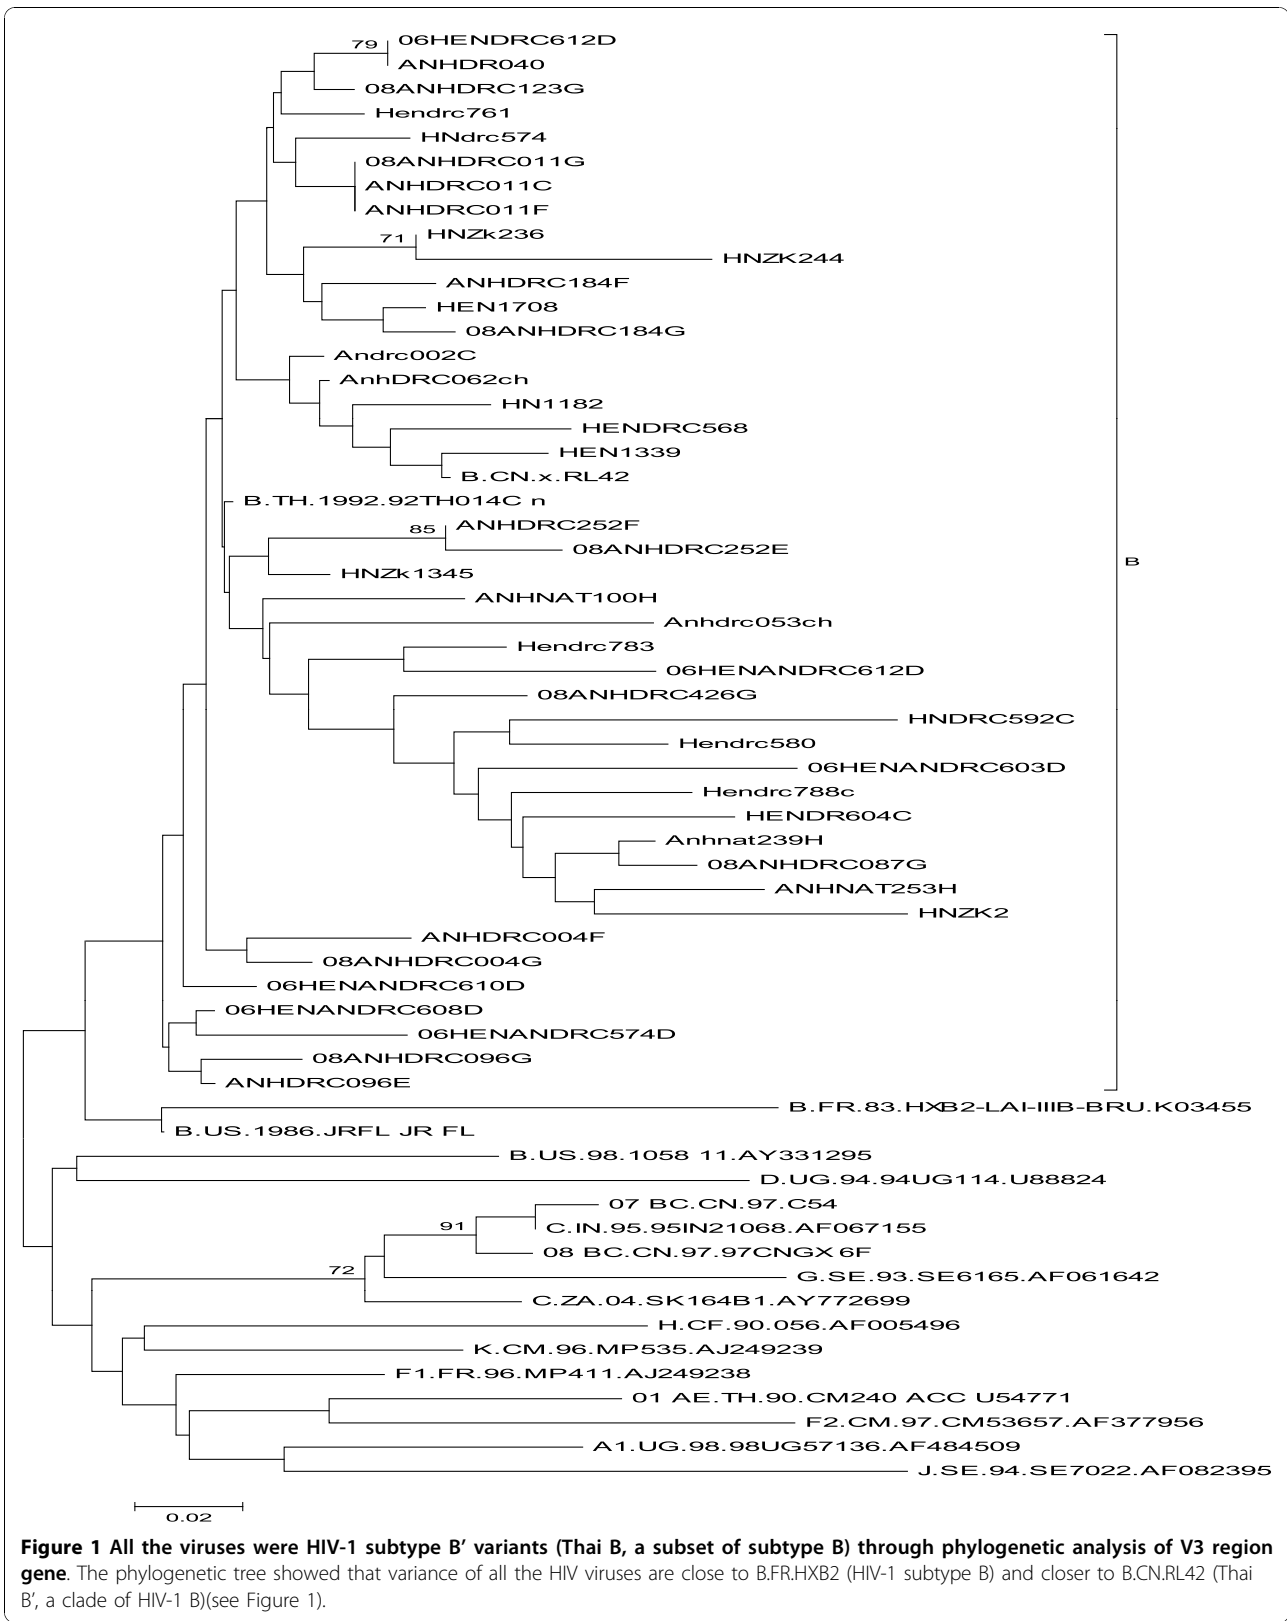 79
06HENDRC612D
ANHDR040
08ANHDRC123G
Hendrc761
HNdrc574
08ANHDRC011G
ANHDRC011C
ANHDRC011F
71
HNZk236
HNZK244
ANHDRC184F
HEN1708
08ANHDRC184G
Andrc002C
AnhDRC062ch
HN1182
HENDRC568
HEN1339
B.CN.x.RL42
B.TH.1992.92TH014C n
85
ANHDRC252F
08ANHDRC252E
B
HNZk1345
ANHNAT100H
Anhdrc053ch
Hendrc783
06HENANDRC612D
08ANHDRC426G
HNDRC592C
Hendrc580
06HENANDRC603D
Hendrc788c
HENDR604C
Anhnat239H
08ANHDRC087G
ANHNAT253H
HNZK2
ANHDRC004F
08ANHDRC004G
06HENANDRC610D
06HENANDRC608D
06HENANDRC574D
08ANHDRC096G
ANHDRC096E
B.FR.83.HXB2-LAI-IIIB-BRU.K03455
B.US.1986.JRFL JR FL
B.US.98.1058 11.AY331295
D.UG.94.94UG114.U88824
07 BC.CN.97.C54
91
C.IN.95.95IN21068.AF067155
08 BC.CN.97.97CNGX 6F
72
G.SE.93.SE6165.AF061642
C.ZA.04.SK164B1.AY772699
H.CF.90.056.AF005496
K.CM.96.MP535.AJ249239
F1.FR.96.MP411.AJ249238
01 AE.TH.90.CM240 ACC U54771
F2.CM.97.CM53657.AF377956
A1.UG.98.98UG57136.AF484509
J.SE.94.SE7022.AF082395
0.02
Figure 1 All the viruses were HIV-1 subtype B’ variants (Thai B, a subset of subtype B) through phylogenetic analysis of V3 region
gene. The phylogenetic tree showed that variance of all the HIV viruses are close to B.FR.HXB2 (HIV-1 subtype B) and closer to B.CN.RL42 (Thai
B’, a clade of HIV-1 B)(see Figure 1).